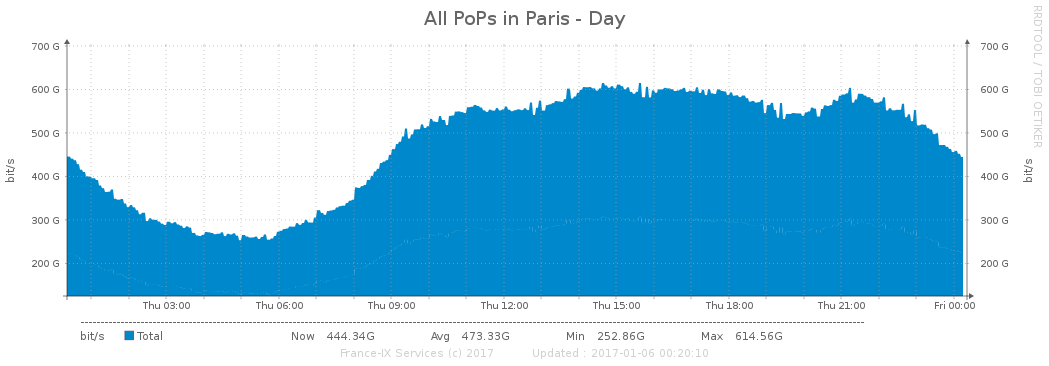 All PoPs in Paris - Day
RRDTOOL / TOBI OETIKER
700 G 700 G
600 G 600 G
500 G 500 G
400 G 400 G
300 G 300 G
200 G 200 G
bit/s bit/s
Thu 03:00 Thu 06:00 Thu 09:00 Thu 12:00 Thu 15:00 Thu 18:00 Thu 21:00 Fri 00:00
bit/s Total Now 444.34G Avg 473.33G Min 252.86G Max 614.56G
France-IX Services (c) 2017 Updated : 2017-01-06 00:20:10